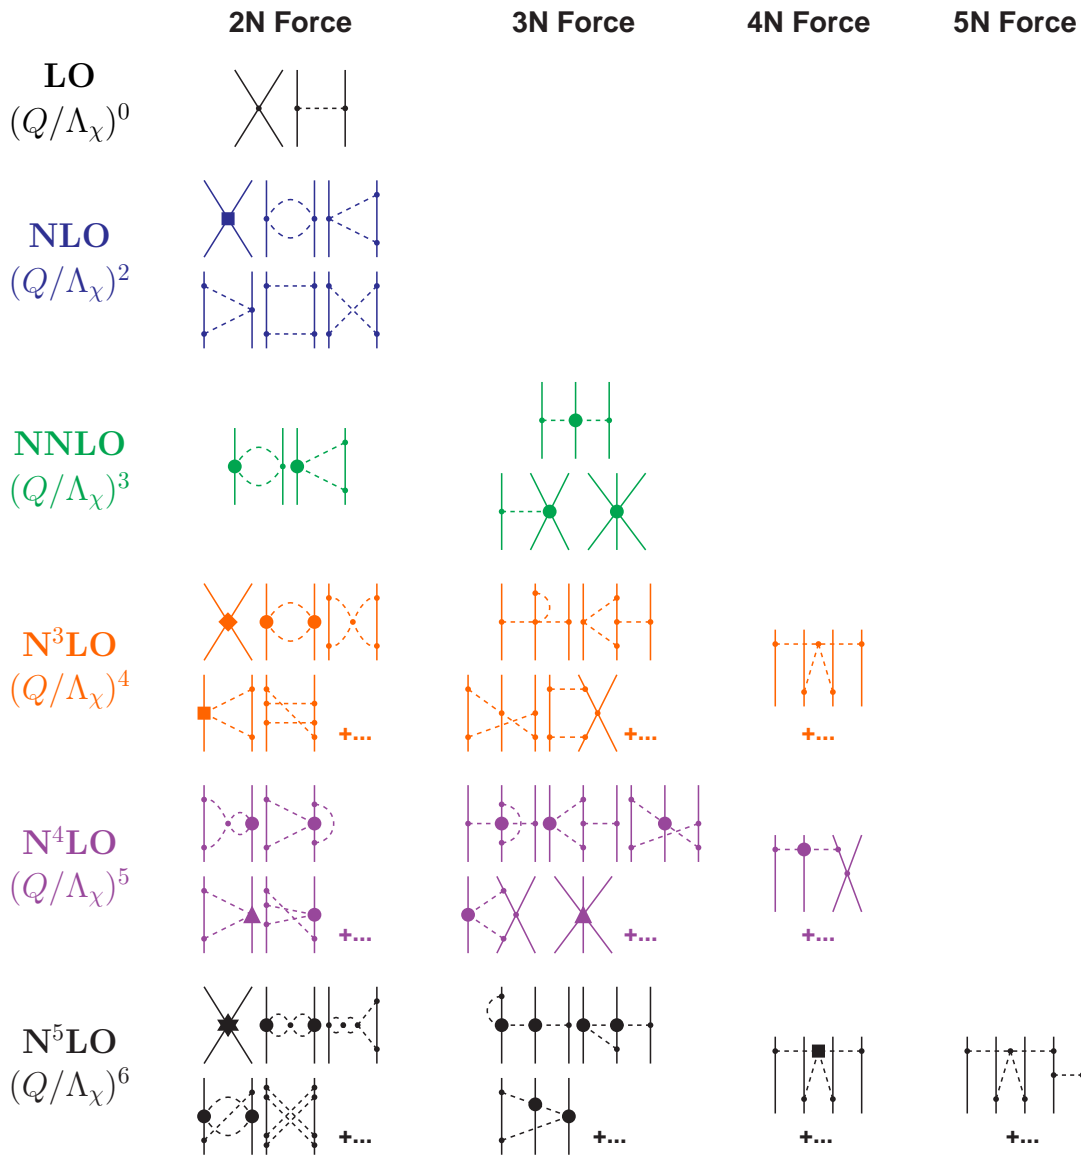 2N Force 3N Force 4N Force 5N Force
LO
(Q/Λχ)⁰
NLO
(Q/Λχ)²
NNLO
(Q/Λχ)³
N³LO
(Q/Λχ)⁴
+... +... +...
N⁴LO
(Q/Λχ)⁵
+... +... +...
N⁵LO
(Q/Λχ)⁶
+... +... +... +...